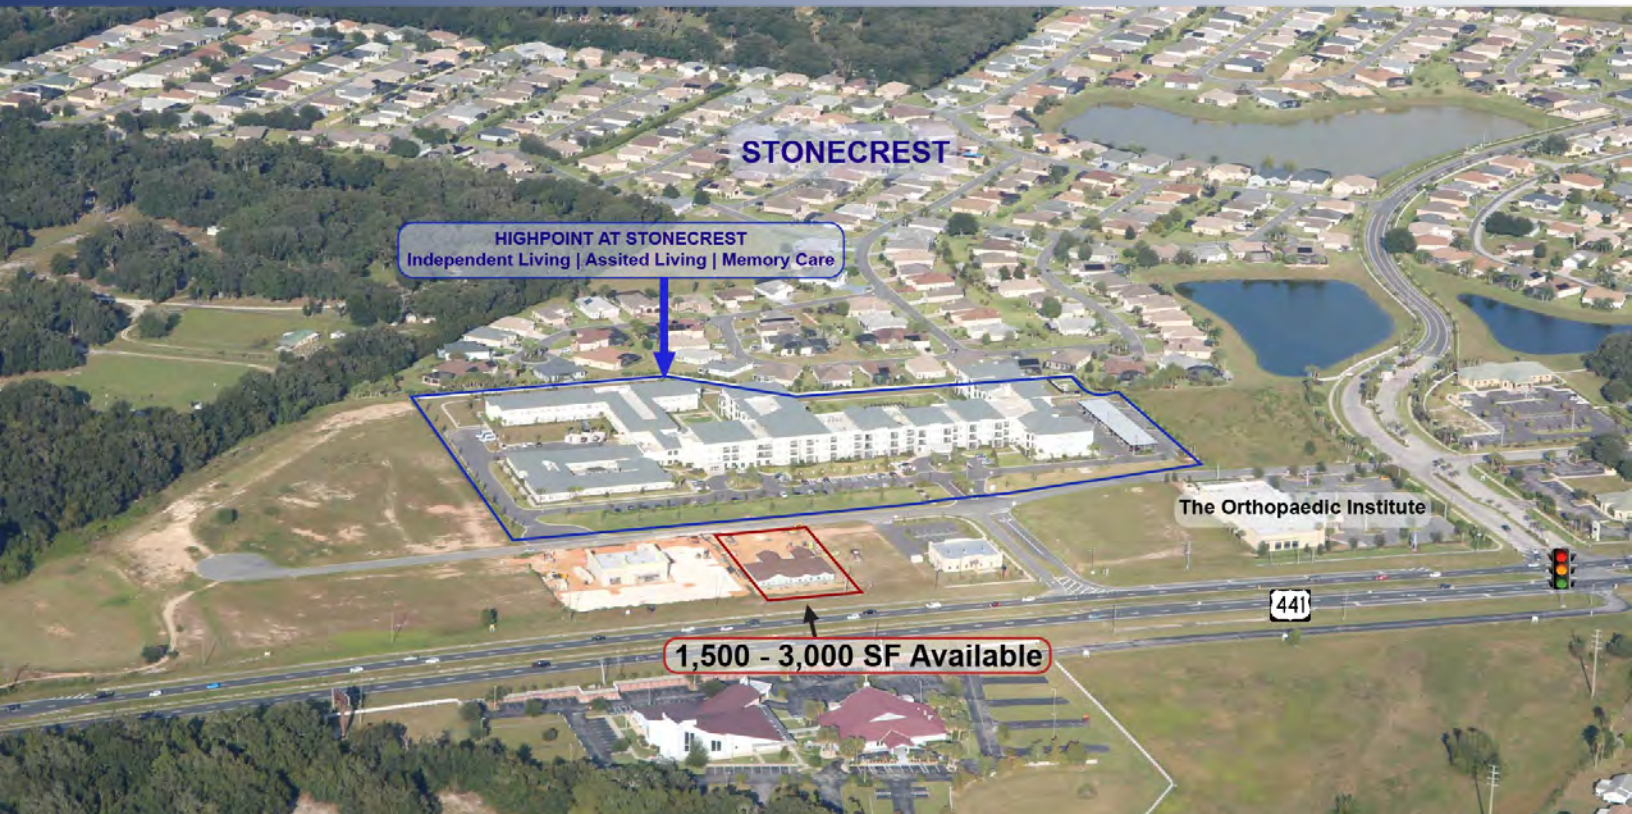 STONECREST
HIGHPOINT AT STONECREST
Independent Living | Assited Living | Memory Care
The Orthopaedic Institute
441
1,500 - 3,000 SF Available